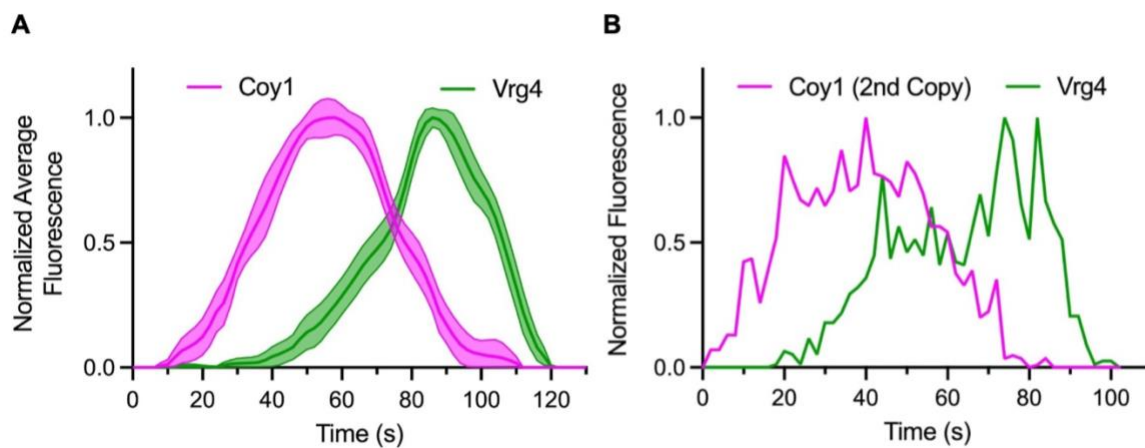 A
Coy1
Vrg4
Normalized Average
Fluorescence
1.0
0.5
0.0
0
20
40
60
80
100
120
Time (s)
B
Coy1 (2nd Copy)
Vrg4
Normalized Fluorescence
1.0
0.5
0.0
0
20
40
60
80
100
Time (s)